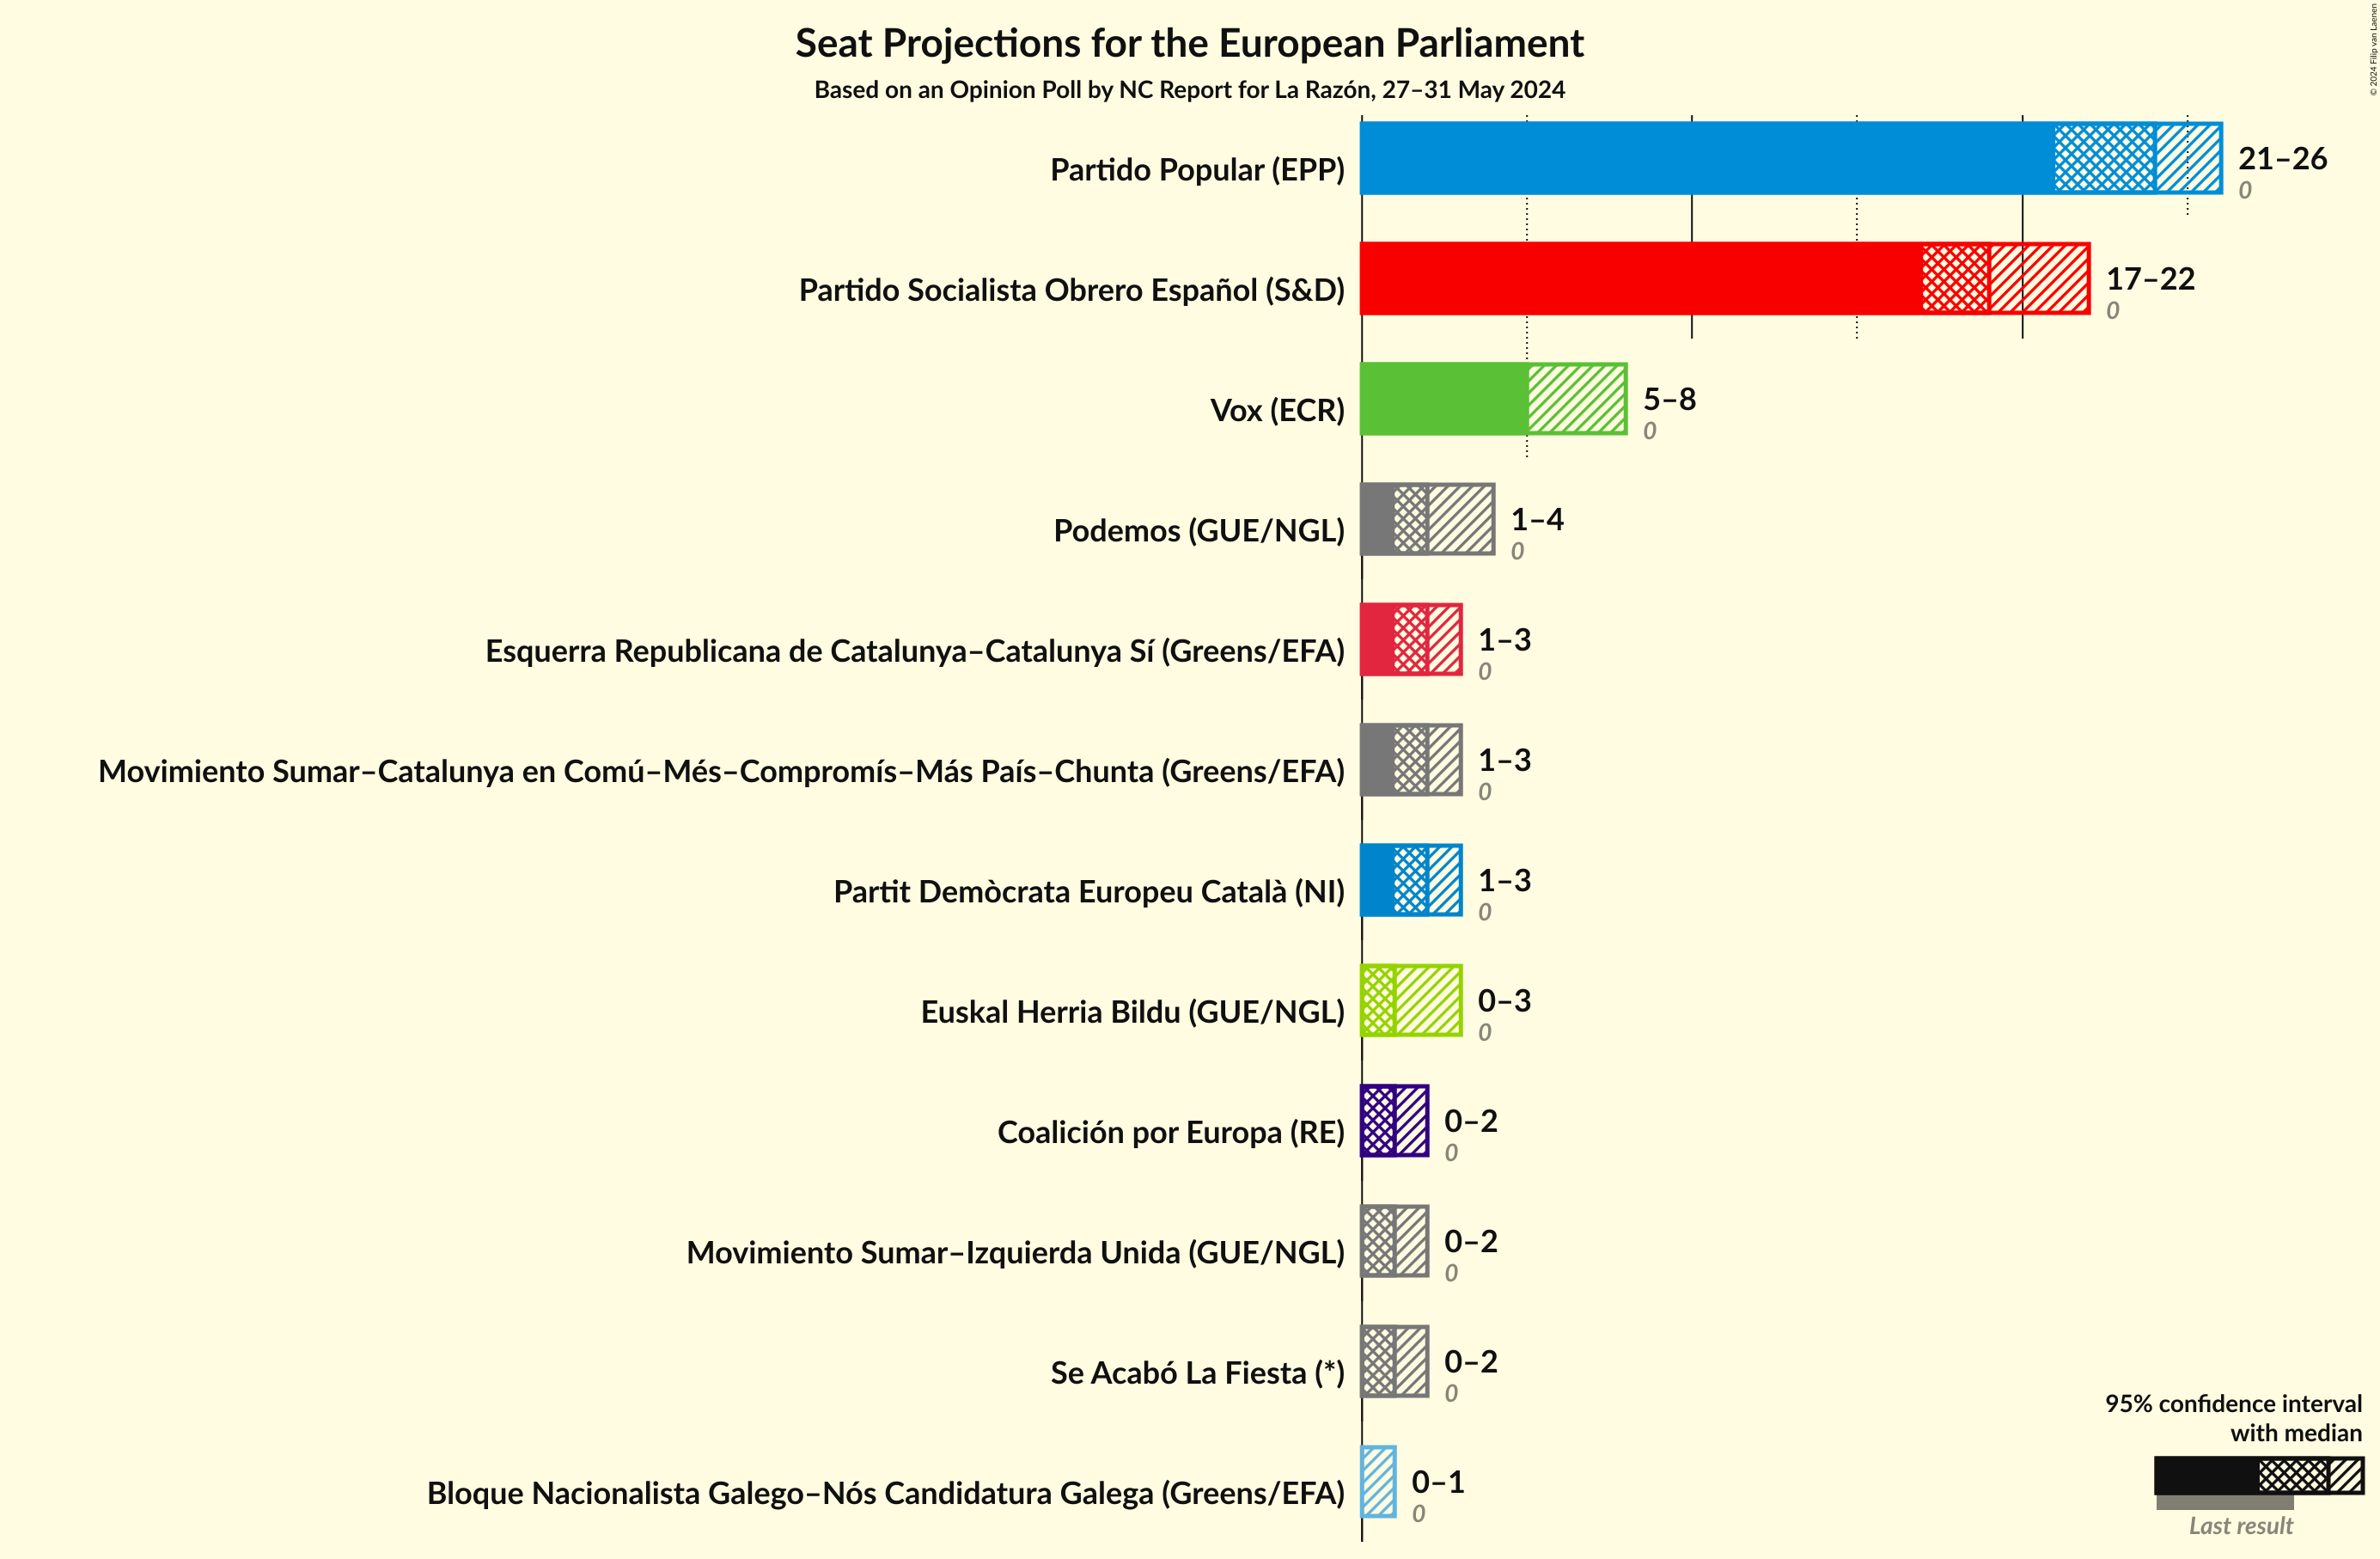 Seat Projections for the European Parliament
Based on an Opinion Poll by NC Report for La Razón, 27–31 May 2024
© 2024 Filip van Laenen
Partido Popular (EPP)
21–26
0
Partido Socialista Obrero Español (S&D)
17–22
0
Vox (ECR)
5–8
0
Podemos (GUE/NGL)
1–4
0
Esquerra Republicana de Catalunya–Catalunya Sí (Greens/EFA)
1–3
0
Movimiento Sumar–Catalunya en Comú–Més–Compromís–Más País–Chunta (Greens/EFA)
1–3
0
Partit Demòcrata Europeu Català (NI)
1–3
0
Euskal Herria Bildu (GUE/NGL)
0–3
0
Coalición por Europa (RE)
0–2
0
Movimiento Sumar–Izquierda Unida (GUE/NGL)
0–2
0
Se Acabó La Fiesta (*)
0–2
0
Bloque Nacionalista Galego–Nós Candidatura Galega (Greens/EFA)
0–1
0
95% confidence interval
with median
Last result